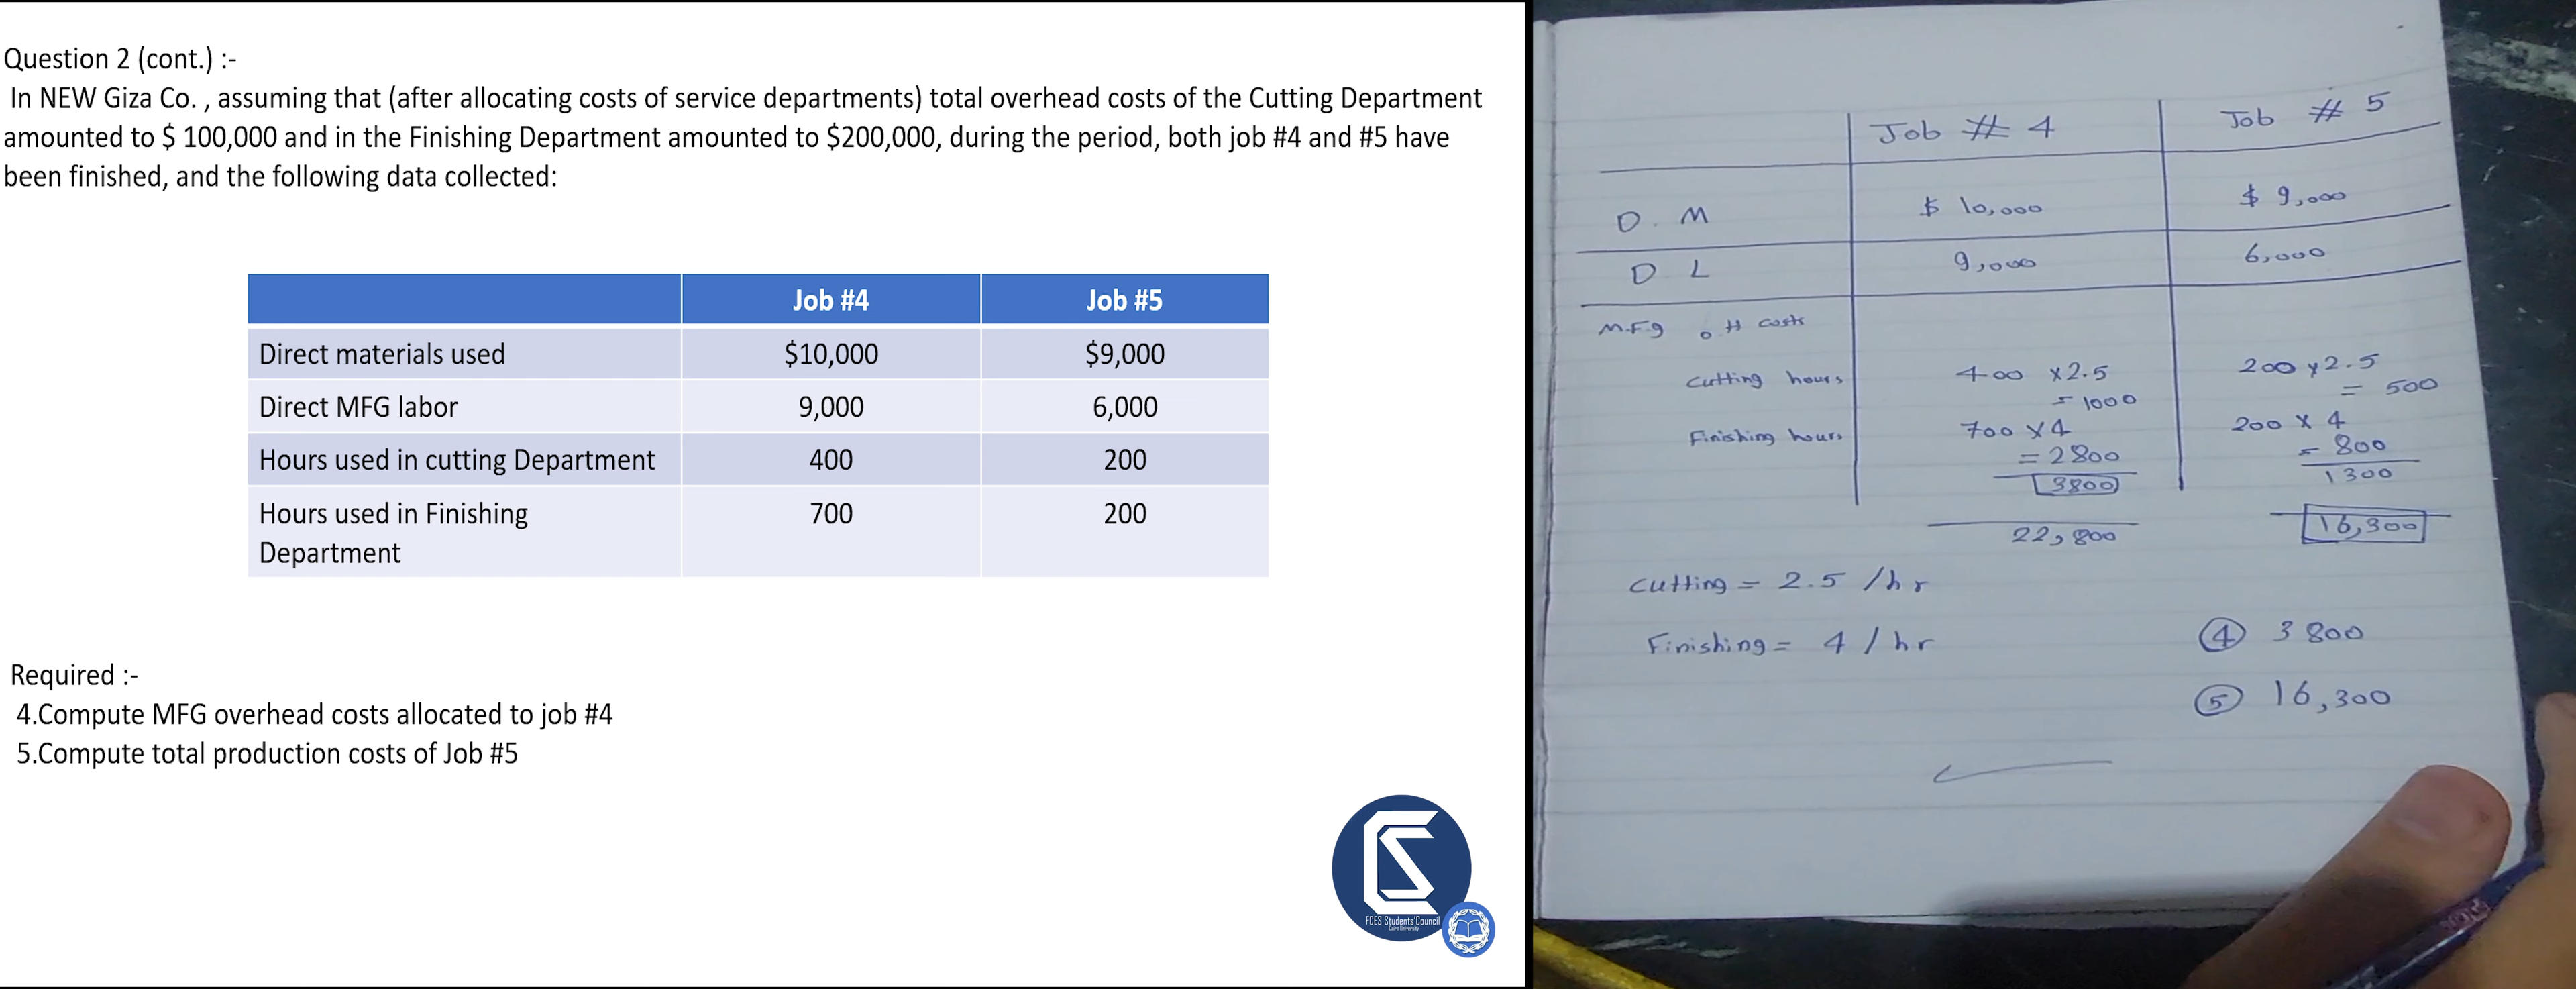 Question 2 (cont.) :-
In NEW Giza Co. , assuming that (after allocating costs of service departments) total overhead costs of the Cutting Department
amounted to $ 100,000 and in the Finishing Department amounted to $200,000, during the period, both job #4 and #5 have
been finished, and the following data collected:
Job #4 Job #5
Direct materials used $10,000 $9,000
Direct MFG labor 9,000 6,000
Hours used in cutting Department 400 200
Hours used in Finishing
Department 700 200
Required :-
4.Compute MFG overhead costs allocated to job #4
5.Compute total production costs of Job #5
FCES Students'Council
Cairo University
Job # 4 Job # 5
D. M $ 10,000 $ 9,000
D L 9,000 6,000
M.F.g o H costs
Cutting hours 400 x2.5 200 x2.5
= 1000 = 500
Finishing hours 700 x4 200 x 4
= 2800 = 800
3800 1300
22,800 16,300
Cutting = 2.5 /hr
Finishing = 4 / hr
4 3800
5 16,300